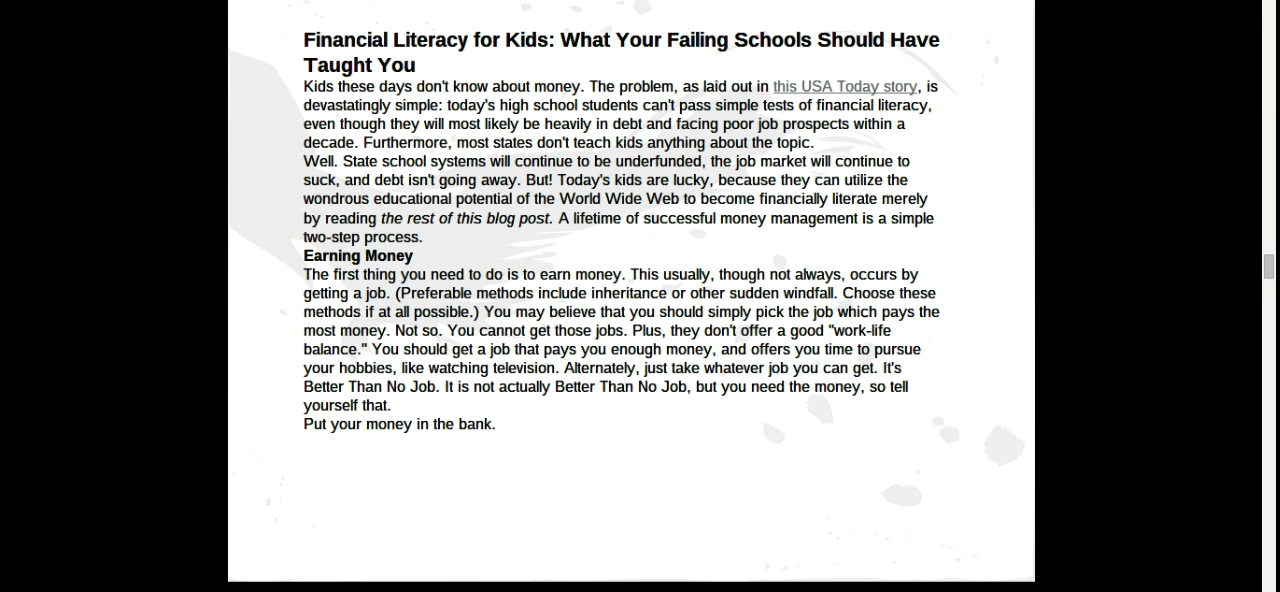 Financial Literacy for Kids: What Your Failing Schools Should Have
Taught You
Kids these days don't know about money. The problem, as laid out in this USA Today story, is
devastatingly simple: today's high school students can't pass simple tests of financial literacy,
even though they will most likely be heavily in debt and facing poor job prospects within a
decade. Furthermore, most states don't teach kids anything about the topic.
Well. State school systems will continue to be underfunded, the job market will continue to
suck, and debt isn't going away. But! Today's kids are lucky, because they can utilize the
wondrous educational potential of the World Wide Web to become financially literate merely
by reading the rest of this blog post. A lifetime of successful money management is a simple
two-step process.
Earning Money
The first thing you need to do is to earn money. This usually, though not always, occurs by
getting a job. (Preferable methods include inheritance or other sudden windfall. Choose these
methods if at all possible.) You may believe that you should simply pick the job which pays the
most money. Not so. You cannot get those jobs. Plus, they don't offer a good "work-life
balance." You should get a job that pays you enough money, and offers you time to pursue
your hobbies, like watching television. Alternately, just take whatever job you can get. It's
Better Than No Job. It is not actually Better Than No Job, but you need the money, so tell
yourself that.
Put your money in the bank.